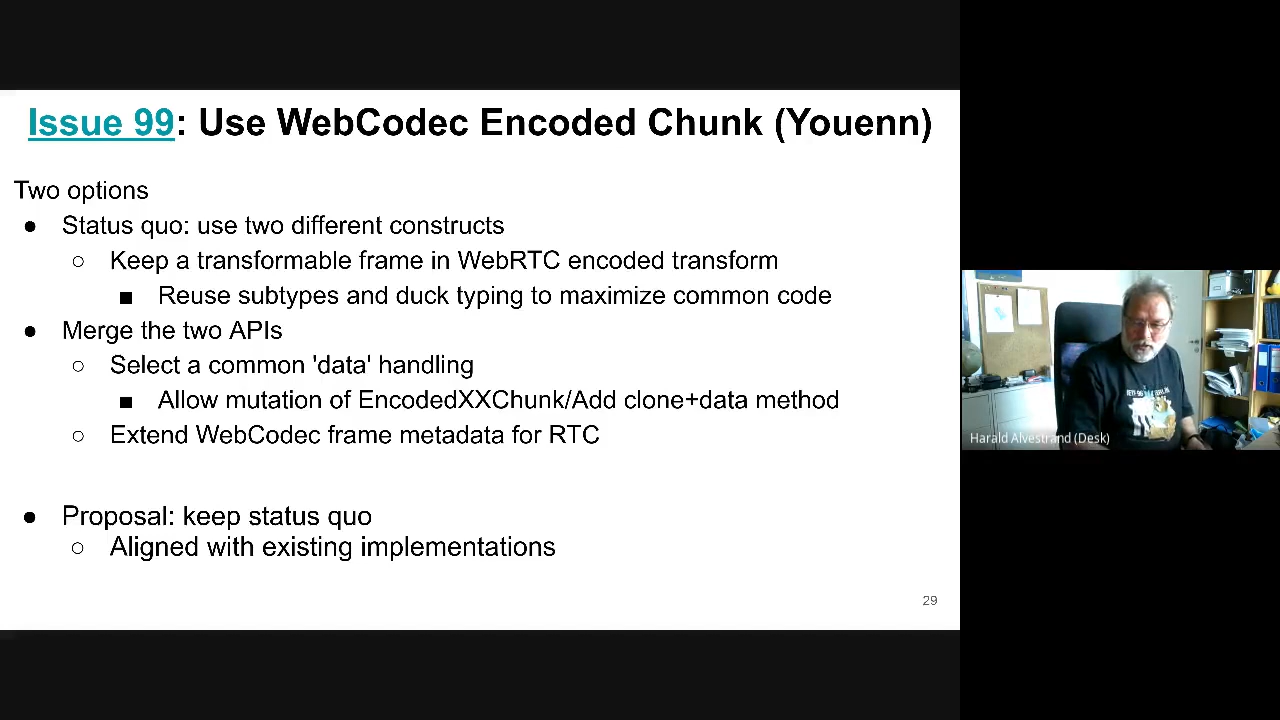 Issue 99: Use WebCodec Encoded Chunk (Youenn)
Two options
● Status quo: use two different constructs
○ Keep a transformable frame in WebRTC encoded transform
■ Reuse subtypes and duck typing to maximize common code
● Merge the two APIs
○ Select a common 'data' handling
■ Allow mutation of EncodedXXChunk/Add clone+data method
○ Extend WebCodec frame metadata for RTC
● Proposal: keep status quo
○ Aligned with existing implementations
29
Harald Alvestrand (Desk)